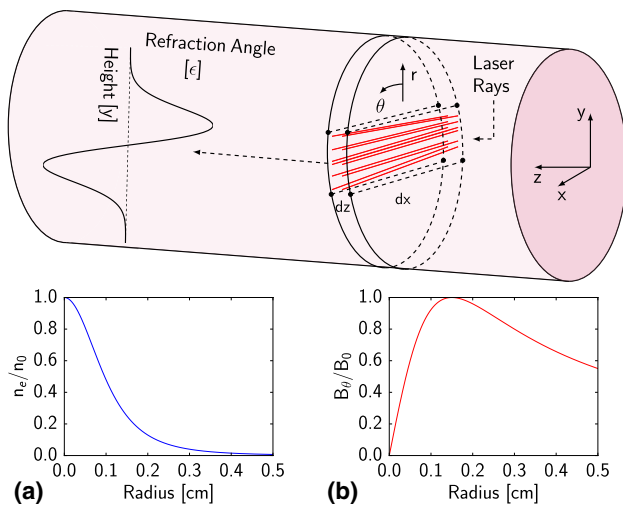 Refraction Angle
[ϵ]
Height [y]
r
θ
Laser
Rays
y
z
x
dz
dx
1.0
0.8
0.6
0.4
0.2
0.0
n_e/n_0
0.0 0.1 0.2 0.3 0.4 0.5
(a) Radius [cm]
1.0
0.8
0.6
0.4
0.2
0.0
B_θ/B_0
0.0 0.1 0.2 0.3 0.4 0.5
(b) Radius [cm]